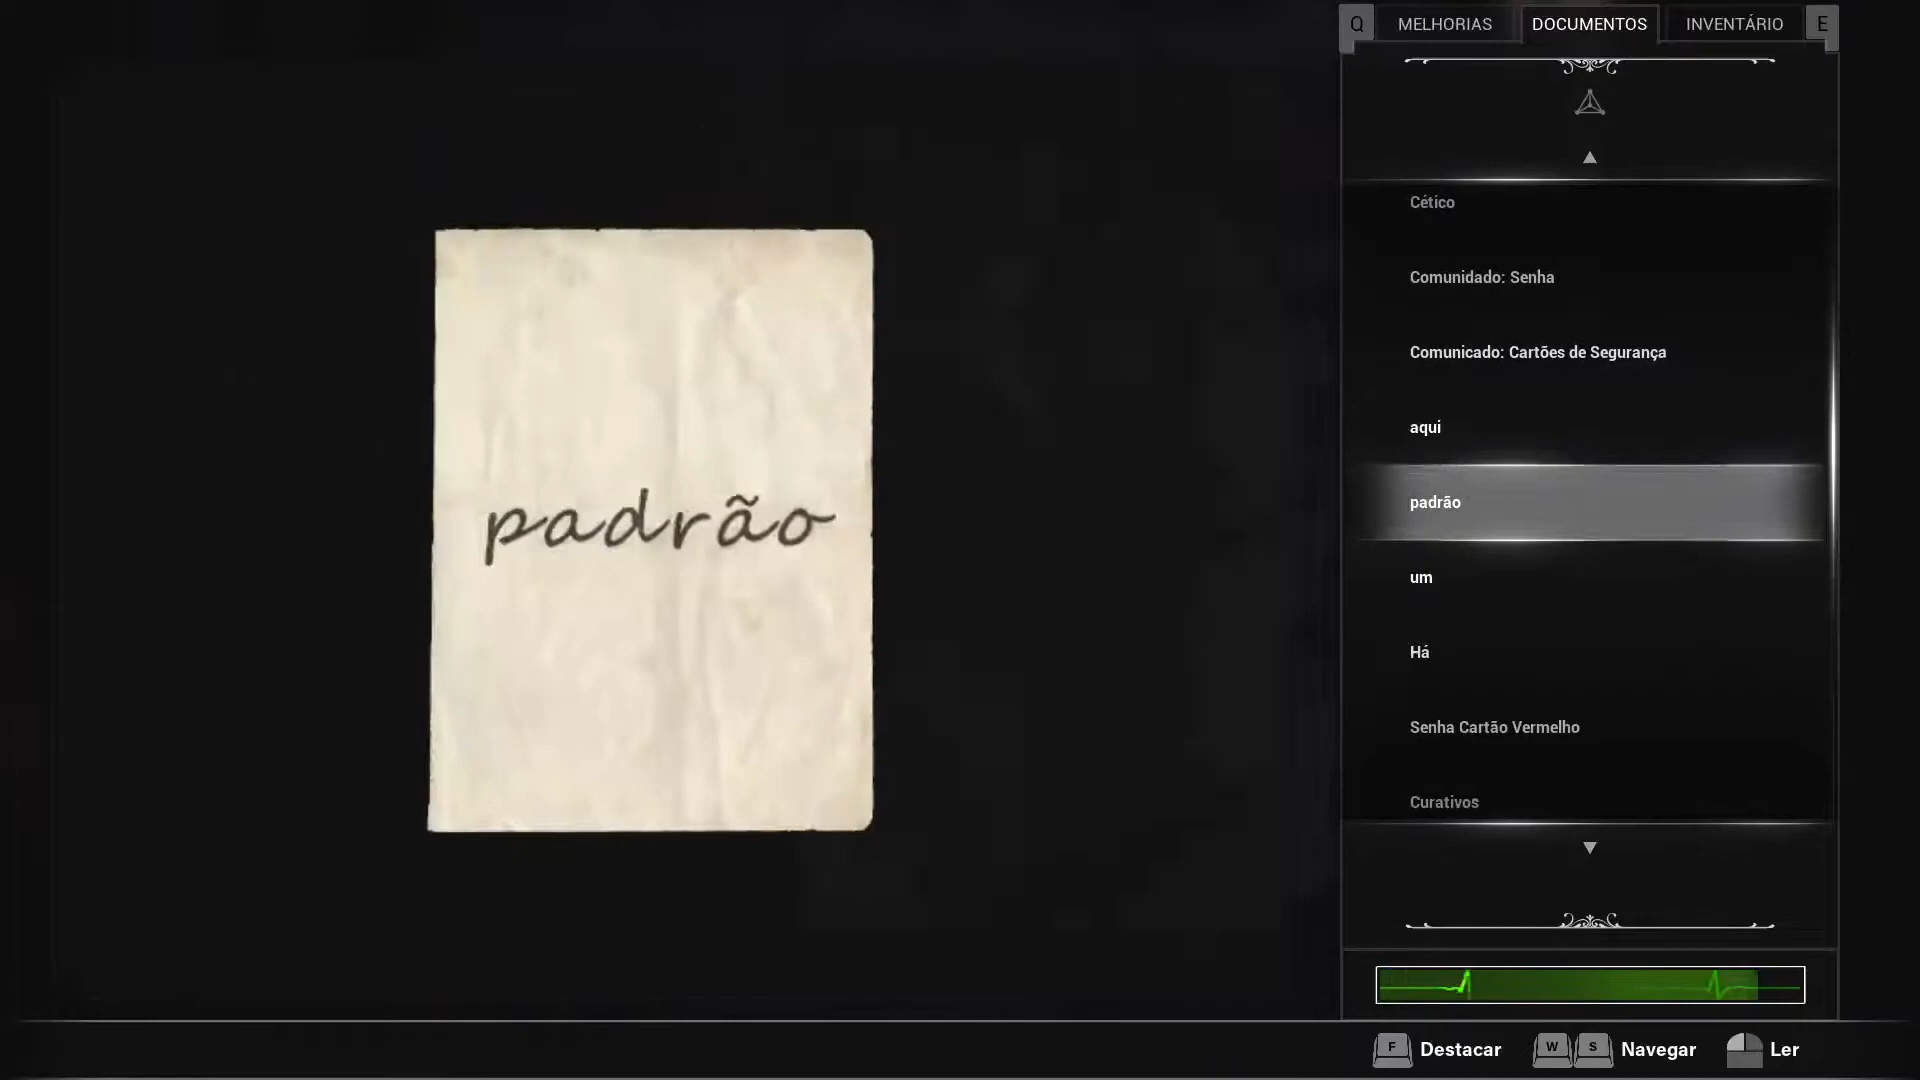 Q MELHORIAS DOCUMENTOS INVENTÁRIO E
Cético
Comunidado: Senha
Comunicado: Cartões de Segurança
aqui
padrão
padrão
um
Há
Senha Cartão Vermelho
Curativos
F Destacar W S Navegar Ler